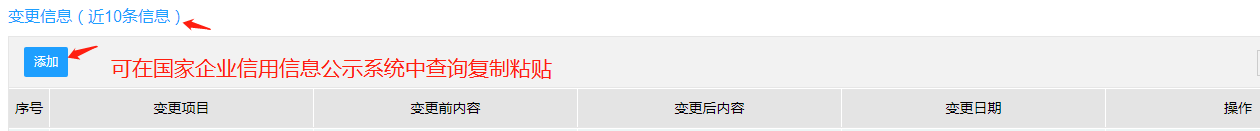 变更信息（近10条信息）
添加
可在国家企业信用信息公示系统中查询复制粘贴
序号 变更项目 变更前内容 变更后内容 变更日期 操作